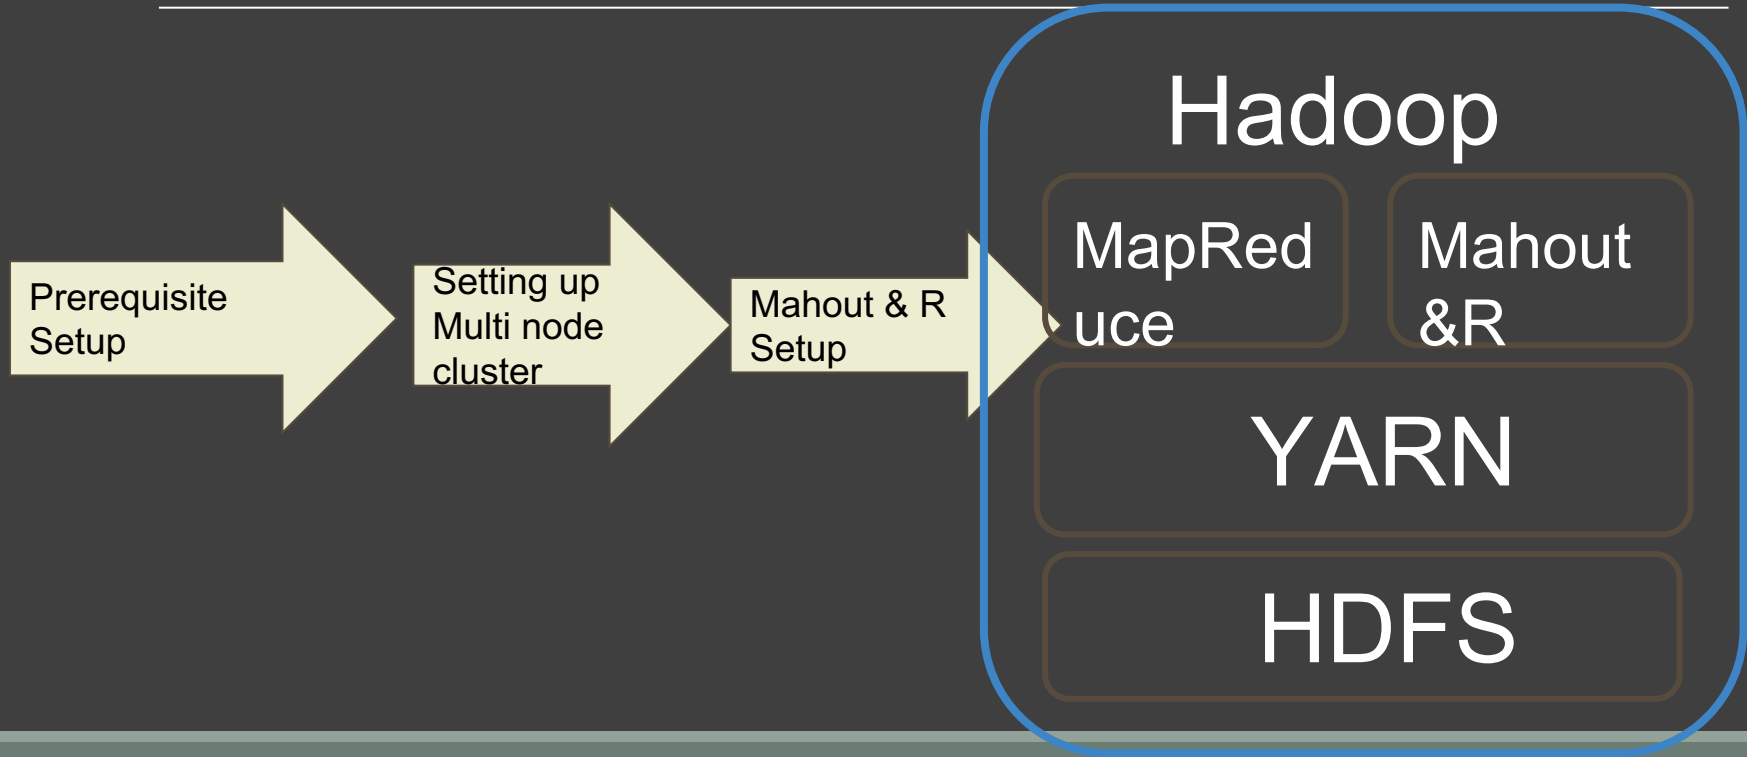 Prerequisite
Setup
Setting up
Multi node
cluster
Mahout & R
Setup
Hadoop
MapRed
uce
Mahout
&R
YARN
HDFS